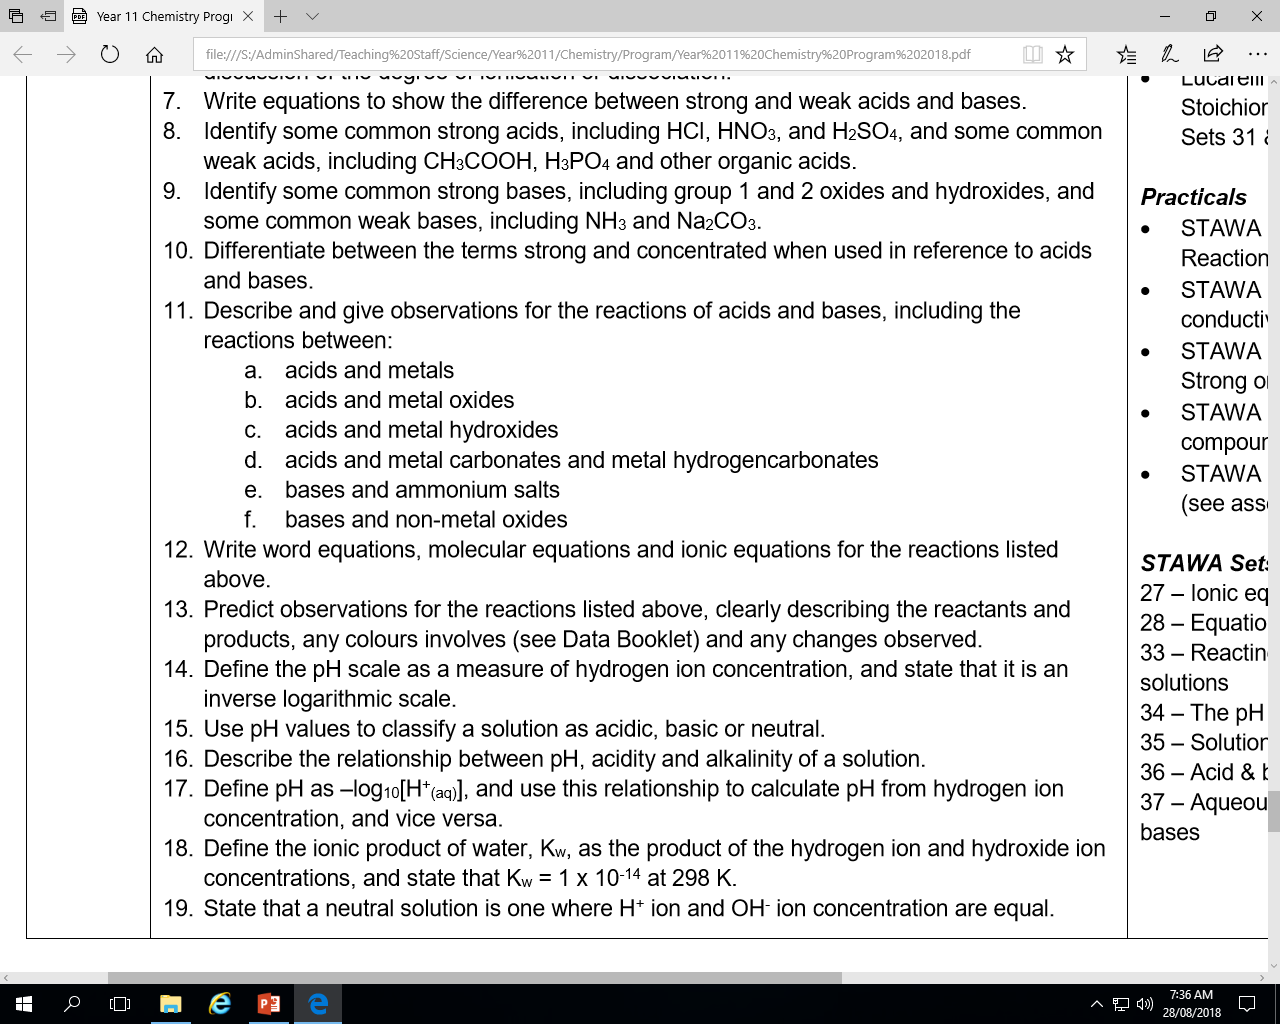 Year 11 Chemistry Progr
file:///S:/AdminShared/Teaching%20Staff/Science/Year%2011/Chemistry/Program/Year%2011%20Chemistry%20Program%202018.pdf
discussion of the degree of ionisation or dissociation.
7. Write equations to show the difference between strong and weak acids and bases.
8. Identify some common strong acids, including HCl, HNO₃, and H₂SO₄, and some common
weak acids, including CH₃COOH, H₃PO₄ and other organic acids.
9. Identify some common strong bases, including group 1 and 2 oxides and hydroxides, and
some common weak bases, including NH₃ and Na₂CO₃.
10. Differentiate between the terms strong and concentrated when used in reference to acids
and bases.
11. Describe and give observations for the reactions of acids and bases, including the
reactions between:
a. acids and metals
b. acids and metal oxides
c. acids and metal hydroxides
d. acids and metal carbonates and metal hydrogencarbonates
e. bases and ammonium salts
f. bases and non-metal oxides
12. Write word equations, molecular equations and ionic equations for the reactions listed
above.
13. Predict observations for the reactions listed above, clearly describing the reactants and
products, any colours involves (see Data Booklet) and any changes observed.
14. Define the pH scale as a measure of hydrogen ion concentration, and state that it is an
inverse logarithmic scale.
15. Use pH values to classify a solution as acidic, basic or neutral.
16. Describe the relationship between pH, acidity and alkalinity of a solution.
17. Define pH as –log₁₀[H⁺₍aq₎], and use this relationship to calculate pH from hydrogen ion
concentration, and vice versa.
18. Define the ionic product of water, Kw, as the product of the hydrogen ion and hydroxide ion
concentrations, and state that Kw = 1 x 10⁻¹⁴ at 298 K.
19. State that a neutral solution is one where H⁺ ion and OH⁻ ion concentration are equal.
• Lucarelli
Stoichior
Sets 31 &
Practicals
• STAWA
Reaction
• STAWA
conductiv
• STAWA
Strong or
• STAWA
compour
• STAWA
(see asse
STAWA Sets
27 – Ionic eq
28 – Equatio
33 – Reacting
solutions
34 – The pH
35 – Solution
36 – Acid & b
37 – Aqueou
bases
7:36 AM
28/08/2018